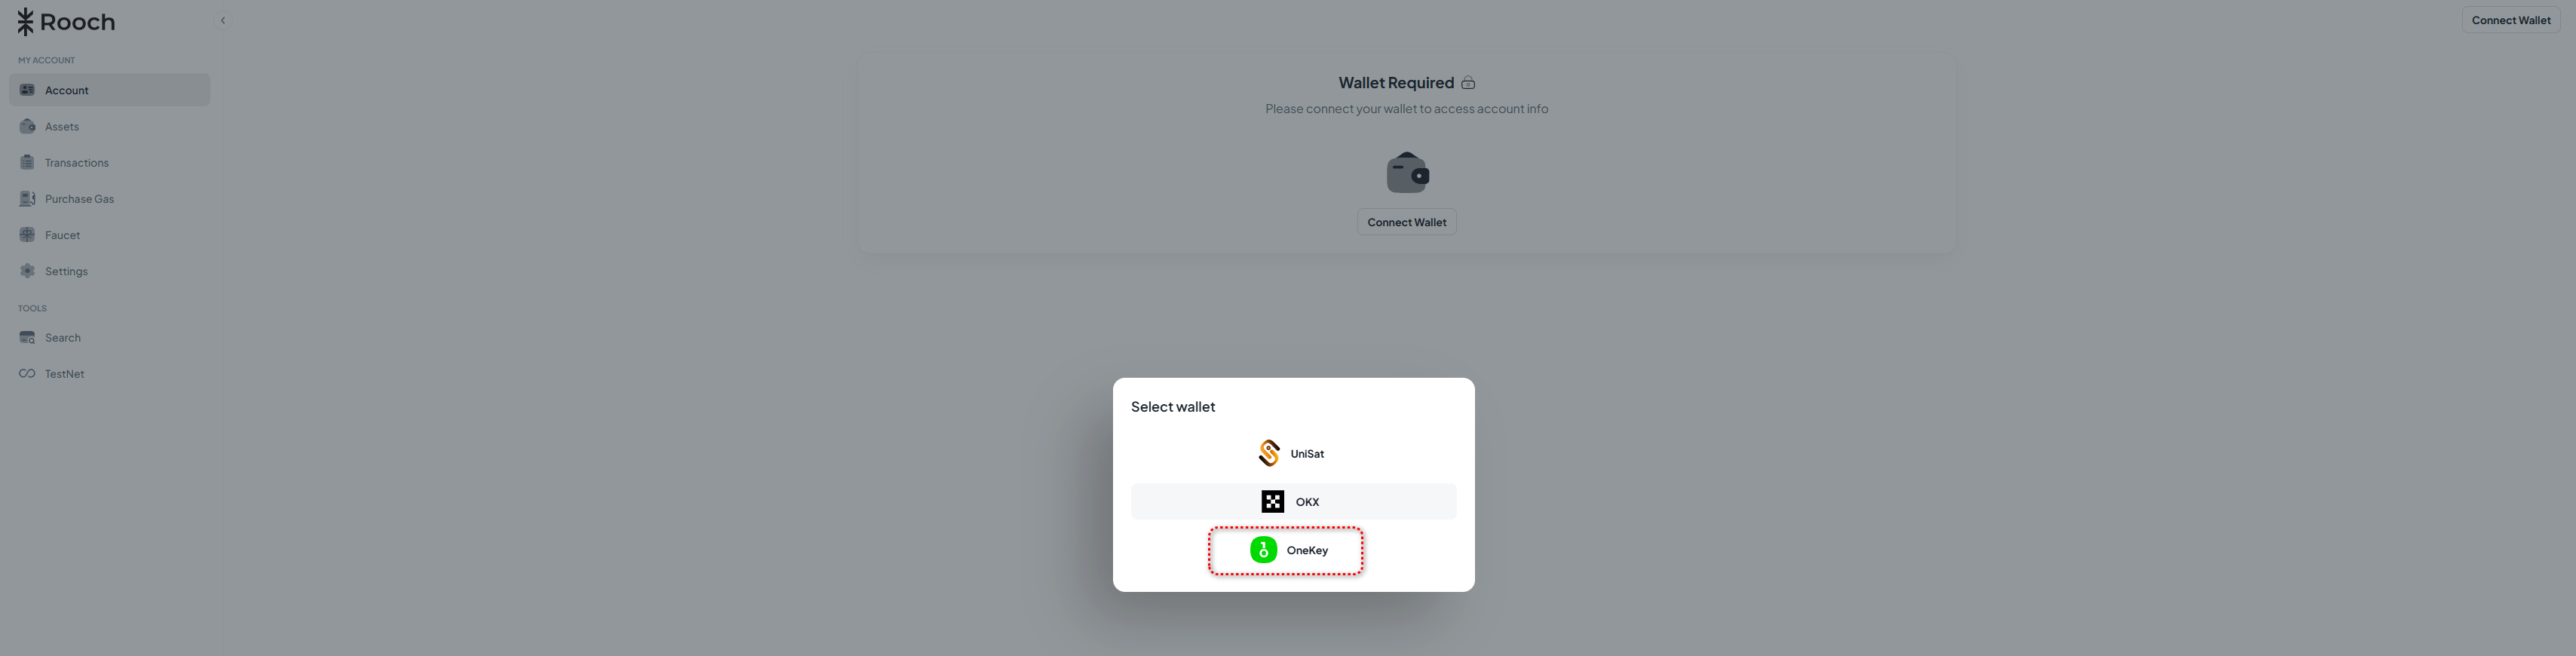 Rooch
Connect Wallet
MY ACCOUNT
Account
Assets
Transactions
Purchase Gas
Faucet
Settings
TOOLS
Search
TestNet
Wallet Required
Please connect your wallet to access account info
Connect Wallet
Select wallet
UniSat
OKX
OneKey